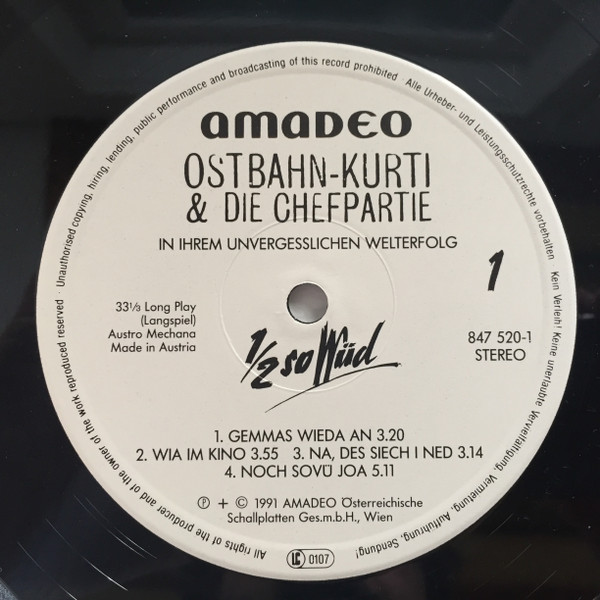 amadeo
OSTBAHN-KURTI
& DIE CHEFPARTIE
IN IHREM UNVERGESSLICHEN WELTERFOLG
1
33⅓ Long Play
(Langspiel)
Austro Mechana
Made in Austria
847 520-1
STEREO
1/2 so Wüd
1. GEMMAS WIEDA AN 3.20
2. WIA IM KINO 3.55 3. NA, DES SIECH I NED 3.14
4. NOCH SOVÜ JOA 5.11
℗ + © 1991 AMADEO Österreichische
Schallplatten Ges.m.b.H., Wien
LC 0107
All rights of the producer and of the owner of the work reproduced reserved · Unauthorised copying, hiring, lending, public performance and broadcasting of this record prohibited · Alle Urheber- und Leistungsschutzrechte vorbehalten · Kein Verleih! Keine unerlaubte Vervielfältigung, Vermietung, Aufführung, Sendung!